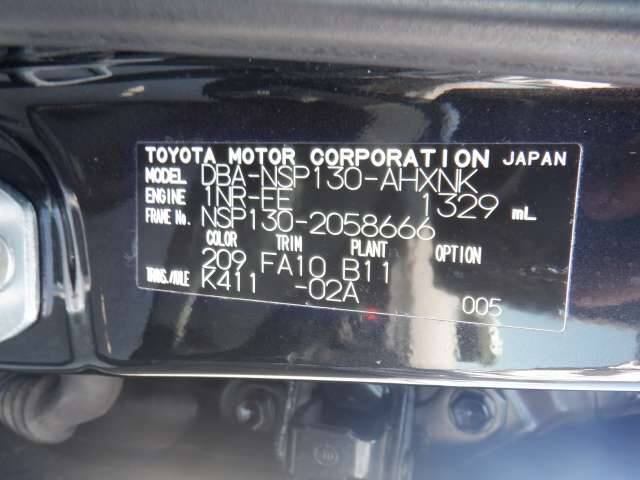 TOYOTA MOTOR CORPORATION JAPAN
MODEL DBA-NSP130-AHXNK
ENGINE 1NR-FE 1329 mL
FRAME No. NSP130-2058666
COLOR TRIM PLANT OPTION
209 FA10 B11
TRANS./AXLE K411 -02A 005